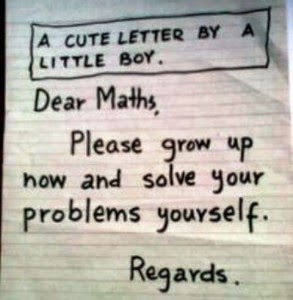 A CUTE LETTER BY A
LITTLE BOY.
Dear Maths,
Please grow up
now and solve your
problems yourself.
Regards.